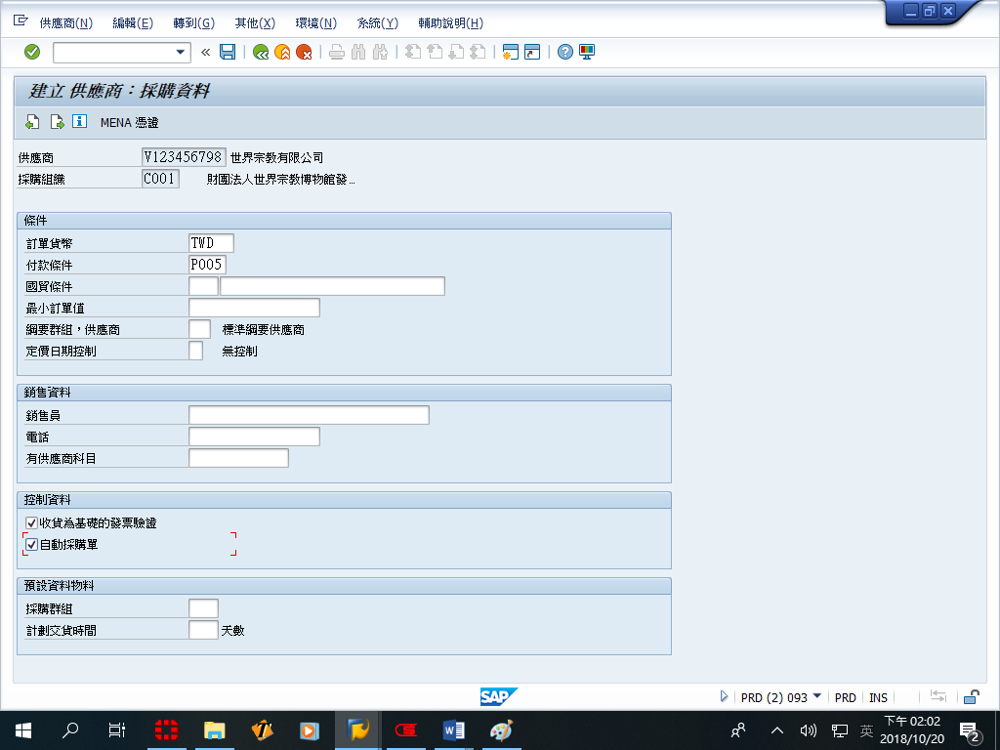 供應商(N) 編輯(E) 轉到(G) 其他(X) 環境(N) 系統(Y) 輔助說明(H)
建立 供應商：採購資料
MENA 憑證
供應商 V123456798 世界宗教有限公司
採購組織 C001 財團法人世界宗教博物館發...
條件
訂單貨幣 TWD
付款條件 P005
國貿條件
最小訂單值
綱要群組，供應商 標準綱要供應商
定價日期控制 無控制
銷售資料
銷售員
電話
有供應商科目
控制資料
收貨為基礎的發票驗證
自動採購單
預設資料物料
採購群組
計劃交貨時間 天數
SAP PRD (2) 093 PRD INS
英 下午 02:02
2018/10/20 2